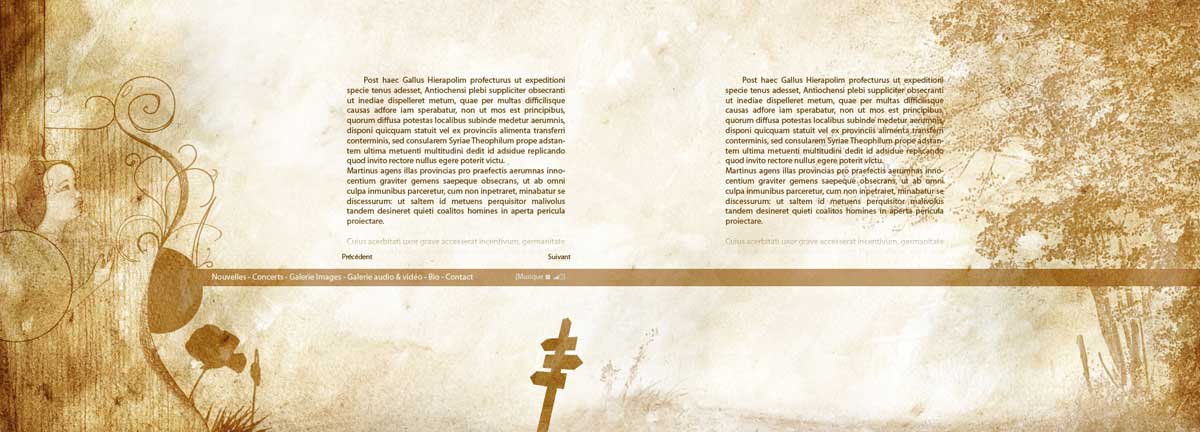 Post haec Gallus Hierapolim profecturus ut expeditioni
specie tenus adesset, Antiochensi plebi suppliciter obsecranti
ut inediae dispelleret metum, quae per multas difficilisque
causas adfore iam sperabatur, non ut mos est principibus,
quorum diffusa potestas localibus subinde medetur aerumnis,
disponi quicquam statuit vel ex provinciis alimenta transferri
conterminis, sed consularem Syriae Theophilum prope adstan-
tem ultima metuenti multitudini dedit id adsidue replicando
quod invito rectore nullus egere poterit victu.
Martinus agens illas provincias pro praefectis aerumnas inno-
centium graviter gemens saepeque obsecrans, ut ab omni
culpa inmunibus parceretur, cum non inpetraret, minabatur se
discessurum: ut saltem id metuens perquisitor malivolus
tandem desineret quieti coalitos homines in aperta pericula
proiectare.
Cuius acerbitati uxor grave accesserat incentivum, germanitate
Précédent Suivant
Post haec Gallus Hierapolim profecturus ut expeditioni
specie tenus adesset, Antiochensi plebi suppliciter obsecranti
ut inediae dispelleret metum, quae per multas difficilisque
causas adfore iam sperabatur, non ut mos est principibus,
quorum diffusa potestas localibus subinde medetur aerumnis,
disponi quicquam statuit vel ex provinciis alimenta transferri
conterminis, sed consularem Syriae Theophilum prope adstan-
tem ultima metuenti multitudini dedit id adsidue replicando
quod invito rectore nullus egere poterit victu.
Martinus agens illas provincias pro praefectis aerumnas inno-
centium graviter gemens saepeque obsecrans, ut ab omni
culpa inmunibus parceretur, cum non inpetraret, minabatur se
discessurum: ut saltem id metuens perquisitor malivolus
tandem desineret quieti coalitos homines in aperta pericula
proiectare.
Cuius acerbitati uxor grave accesserat incentivum, germanitate
Nouvelles - Concerts - Galerie Images - Galerie audio & vidéo - Bio - Contact
(Musique